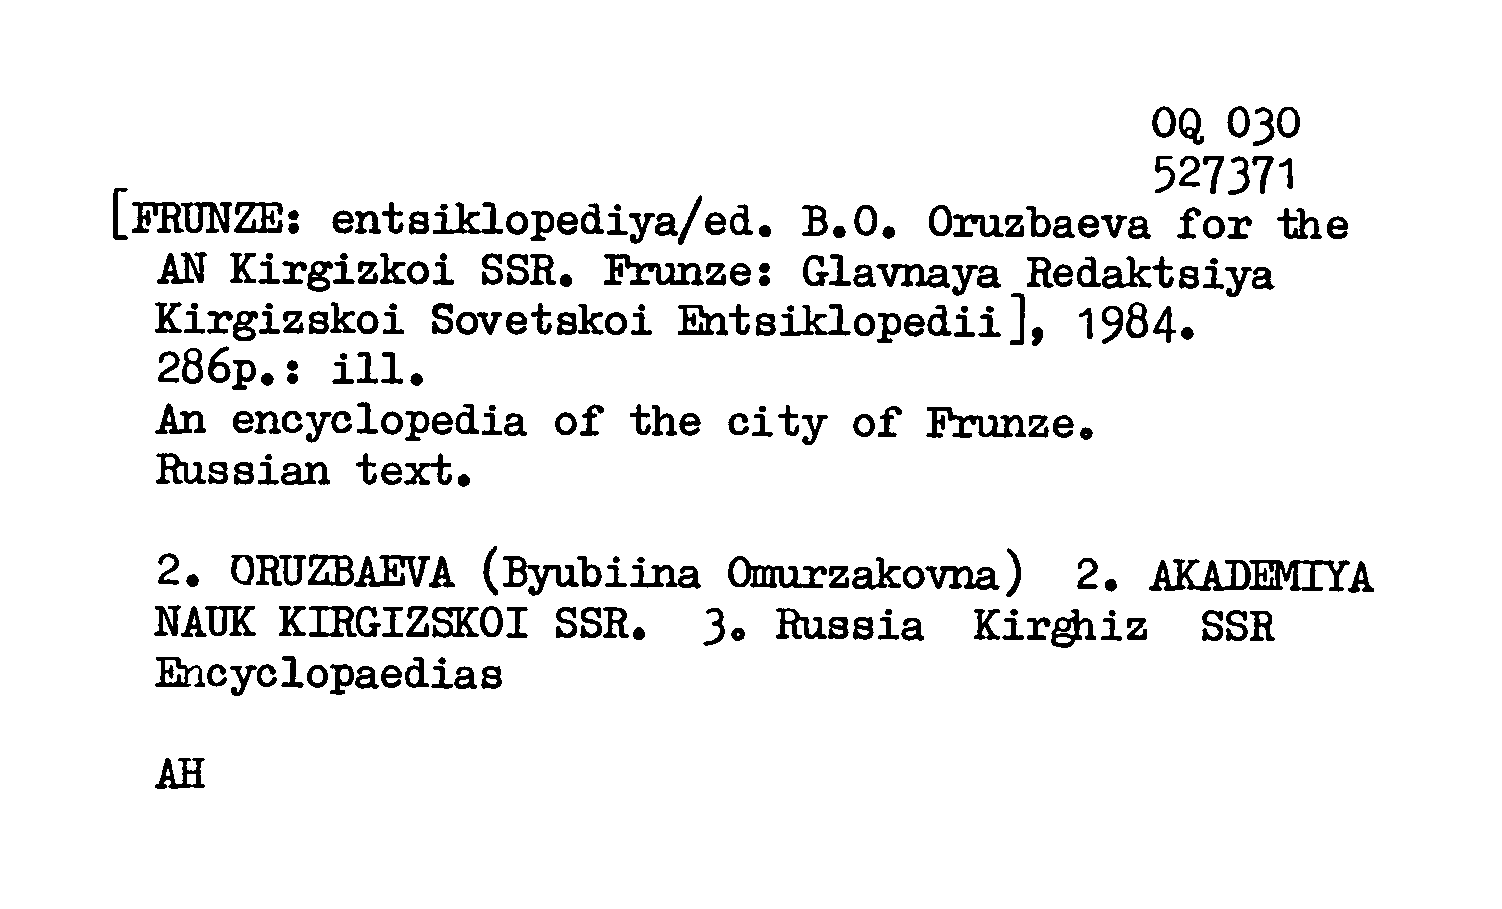 OQ 030
527371
[FRUNZE: entsiklopediya/ed. B.O. Oruzbaeva for the
AN Kirgizkoi SSR. Frunze: Glavnaya Redaktsiya
Kirgizskoi Sovetskoi Entsiklopedii], 1984.
286p.: ill.
An encyclopedia of the city of Frunze.
Russian text.
2. ORUZBAEVA (Byubiina Omurzakovna) 2. AKADEMIYA
NAUK KIRGIZSKOI SSR. 3. Russia Kirghiz SSR
Encyclopaedias
AH